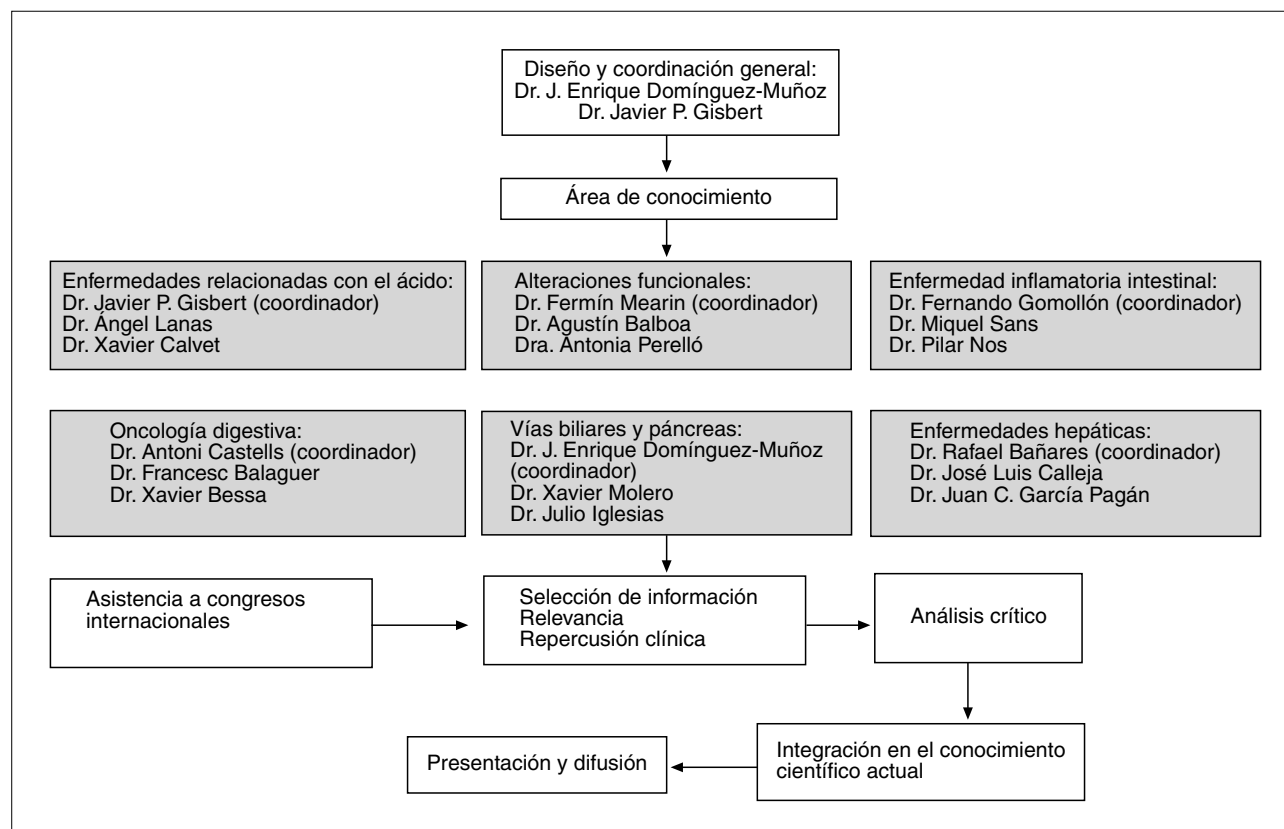 Diseño y coordinación general:
Dr. J. Enrique Domínguez-Muñoz
Dr. Javier P. Gisbert
Área de conocimiento
Enfermedades relacionadas con el ácido:
Dr. Javier P. Gisbert (coordinador)
Dr. Ángel Lanas
Dr. Xavier Calvet
Alteraciones funcionales:
Dr. Fermín Mearin (coordinador)
Dr. Agustín Balboa
Dra. Antonia Perelló
Enfermedad inflamatoria intestinal:
Dr. Fernando Gomollón (coordinador)
Dr. Miquel Sans
Dr. Pilar Nos
Oncología digestiva:
Dr. Antoni Castells (coordinador)
Dr. Francesc Balaguer
Dr. Xavier Bessa
Vías biliares y páncreas:
Dr. J. Enrique Domínguez-Muñoz
(coordinador)
Dr. Xavier Molero
Dr. Julio Iglesias
Enfermedades hepáticas:
Dr. Rafael Bañares (coordinador)
Dr. José Luis Calleja
Dr. Juan C. García Pagán
Asistencia a congresos
internacionales
Selección de información
Relevancia
Repercusión clínica
Análisis crítico
Integración en el conocimiento
científico actual
Presentación y difusión